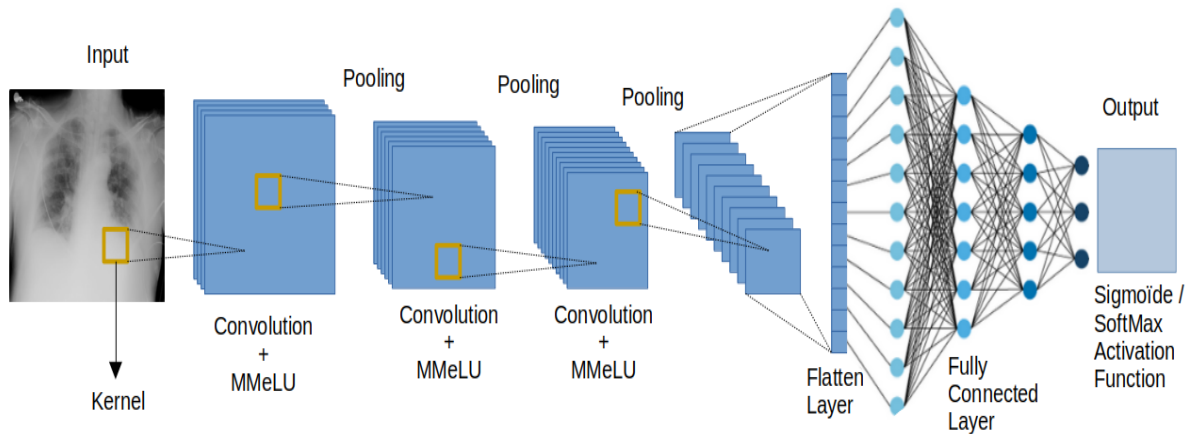 Input
Kernel
Convolution
+
MMeLU
Pooling
Convolution
+
MMeLU
Pooling
Convolution
+
MMeLU
Pooling
Flatten
Layer
Fully
Connected
Layer
Output
Sigmoïde /
SoftMax
Activation
Function